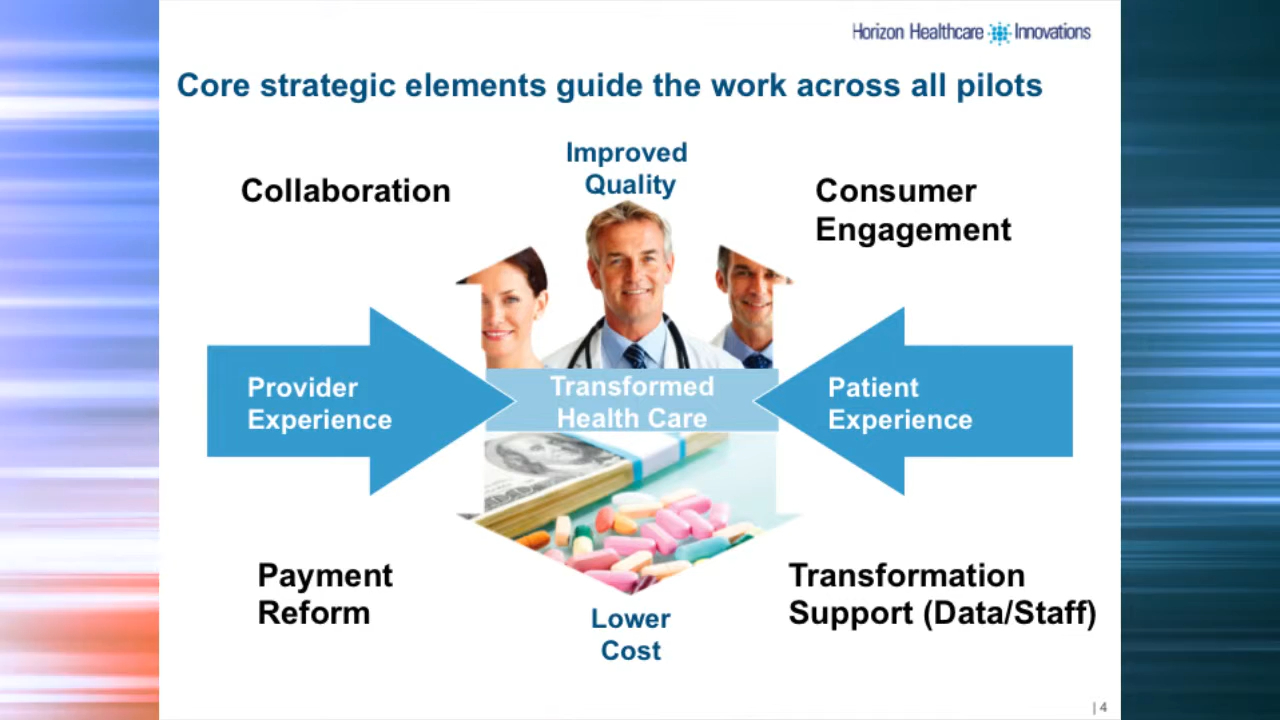 Horizon Healthcare Innovations
Core strategic elements guide the work across all pilots
Improved
Quality
Collaboration
Consumer
Engagement
Provider
Experience
Transformed
Health Care
Patient
Experience
Payment
Reform
Transformation
Support (Data/Staff)
Lower
Cost
| 4